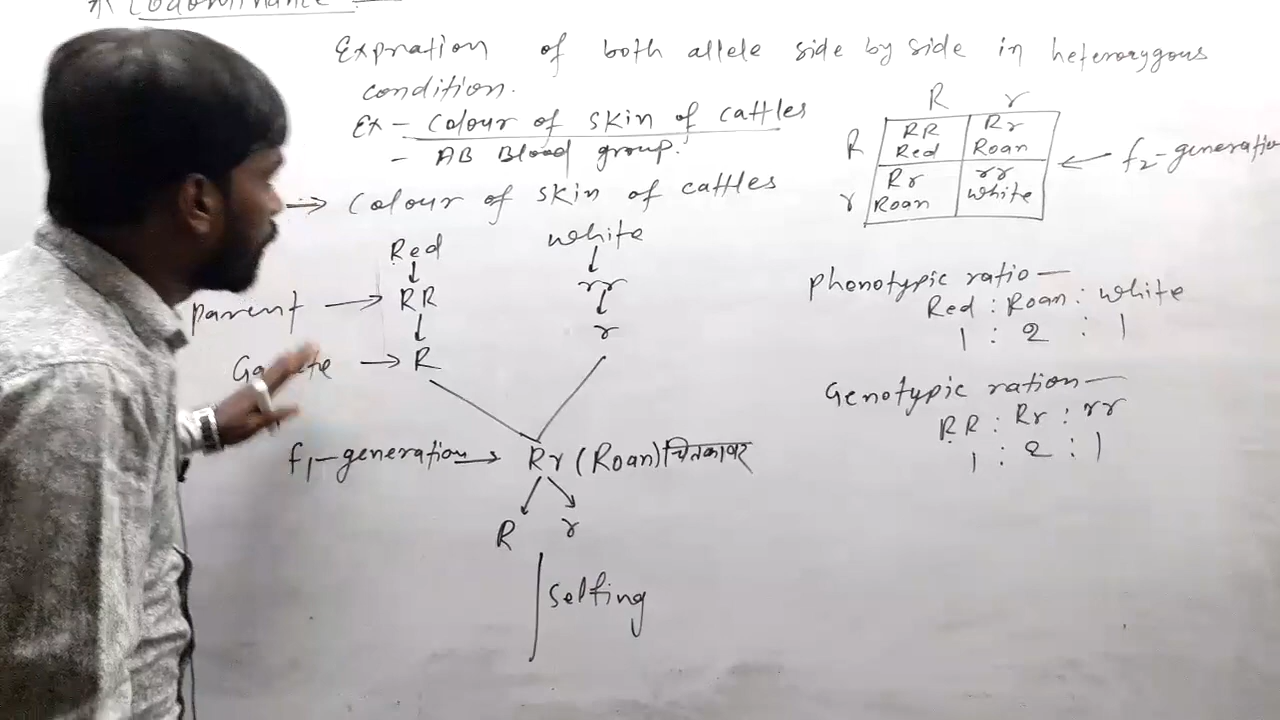 Codominance
Expration of both allele side by side in heterozygous
condition.
Ex - Colour of skin of cattles
- AB Blood group.
→ Colour of skin of cattles
Red White
Parent → RR rr
Gamete → R r
f₁-generation → Rr (Roan) चितकावर
R r
Selfing
R r
R RR Rr
Red Roan
r Rr rr
Roan White
← f₂-generation
Phenotypic ratio —
Red : Roan : White
1 : 2 : 1
Genotypic ration —
RR : Rr : rr
1 : 2 : 1